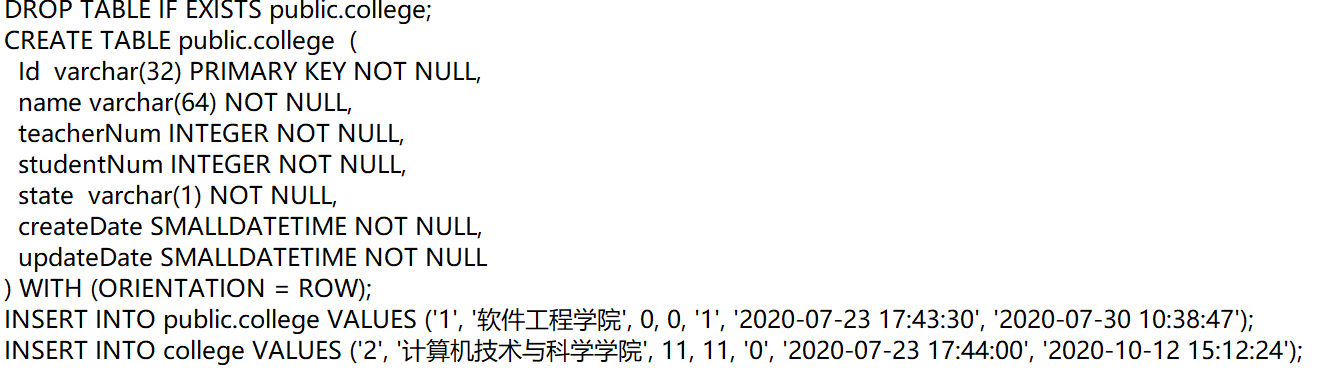 DROP TABLE IF EXISTS public.college;
CREATE TABLE public.college  (
  Id  varchar(32) PRIMARY KEY NOT NULL,
  name varchar(64) NOT NULL,
  teacherNum INTEGER NOT NULL,
  studentNum INTEGER NOT NULL,
  state  varchar(1) NOT NULL,
  createDate SMALLDATETIME NOT NULL,
  updateDate SMALLDATETIME NOT NULL
) WITH (ORIENTATION = ROW);
INSERT INTO public.college VALUES ('1', '软件工程学院', 0, 0, '1', '2020-07-23 17:43:30', '2020-07-30 10:38:47');
INSERT INTO college VALUES ('2', '计算机技术与科学学院', 11, 11, '0', '2020-07-23 17:44:00', '2020-10-12 15:12:24');